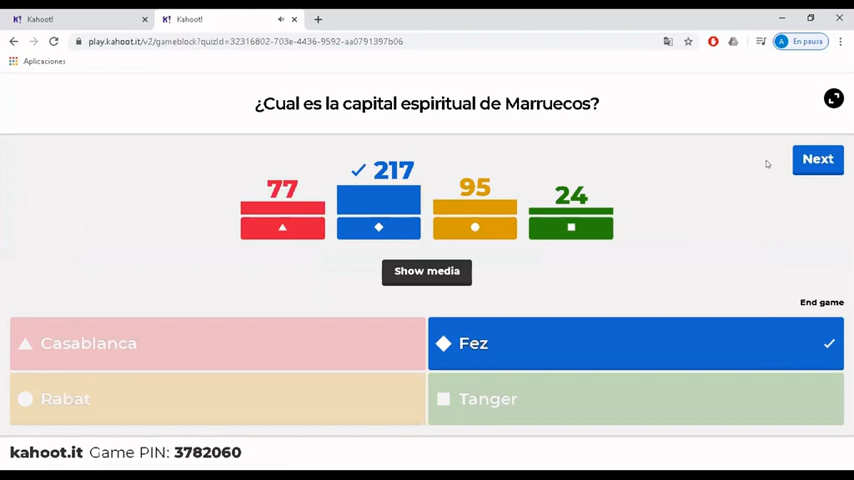 K! Kahoot!
K! Kahoot!
play.kahoot.it/v2/gameblock?quizId=32316802-703e-4436-9592-aa0791397b06
A En pausa
Aplicaciones
¿Cual es la capital espiritual de Marruecos?
Next
77
217
95
24
Show media
End game
Casablanca
Fez
Rabat
Tanger
kahoot.it Game PIN: 3782060